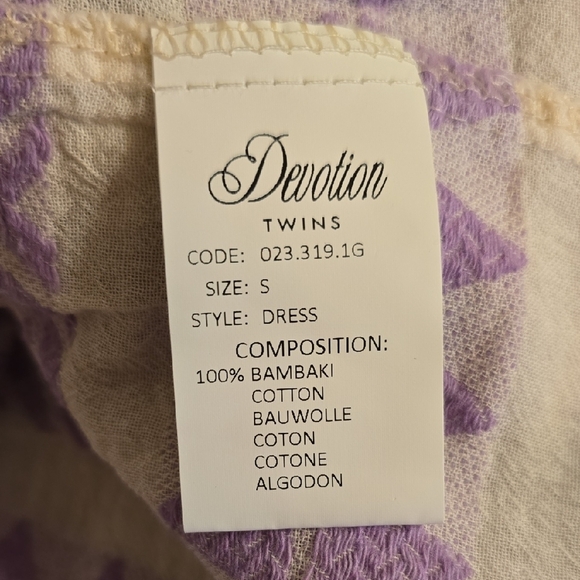 Devotion
TWINS
CODE: 023.319.1G
SIZE: S
STYLE: DRESS
COMPOSITION:
100% BAMBAKI
COTTON
BAUWOLLE
COTON
COTONE
ALGODON